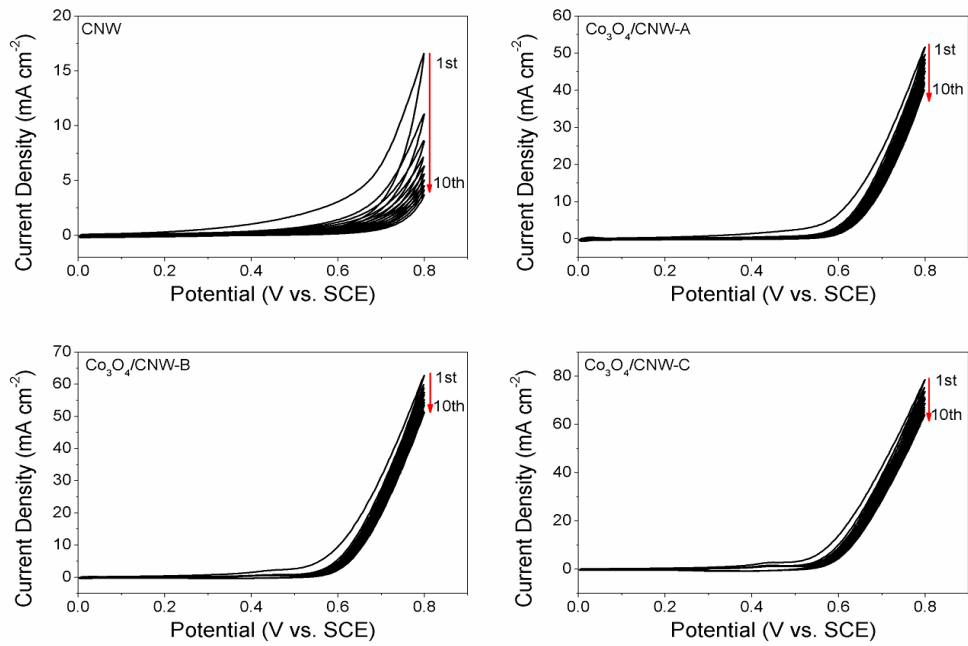 CNW
1st
10th
20
15
10
5
0
0.0 0.2 0.4 0.6 0.8
Potential (V vs. SCE)
Current Density (mA cm⁻²)
Co₃O₄/CNW-A
1st
10th
60
50
40
30
20
10
0
0.0 0.2 0.4 0.6 0.8
Potential (V vs. SCE)
Current Density (mA cm⁻²)
Co₃O₄/CNW-B
1st
10th
70
60
50
40
30
20
10
0
0.0 0.2 0.4 0.6 0.8
Potential (V vs. SCE)
Current Density (mA cm⁻²)
Co₃O₄/CNW-C
1st
10th
80
60
40
20
0
0.0 0.2 0.4 0.6 0.8
Potential (V vs. SCE)
Current Density (mA cm⁻²)